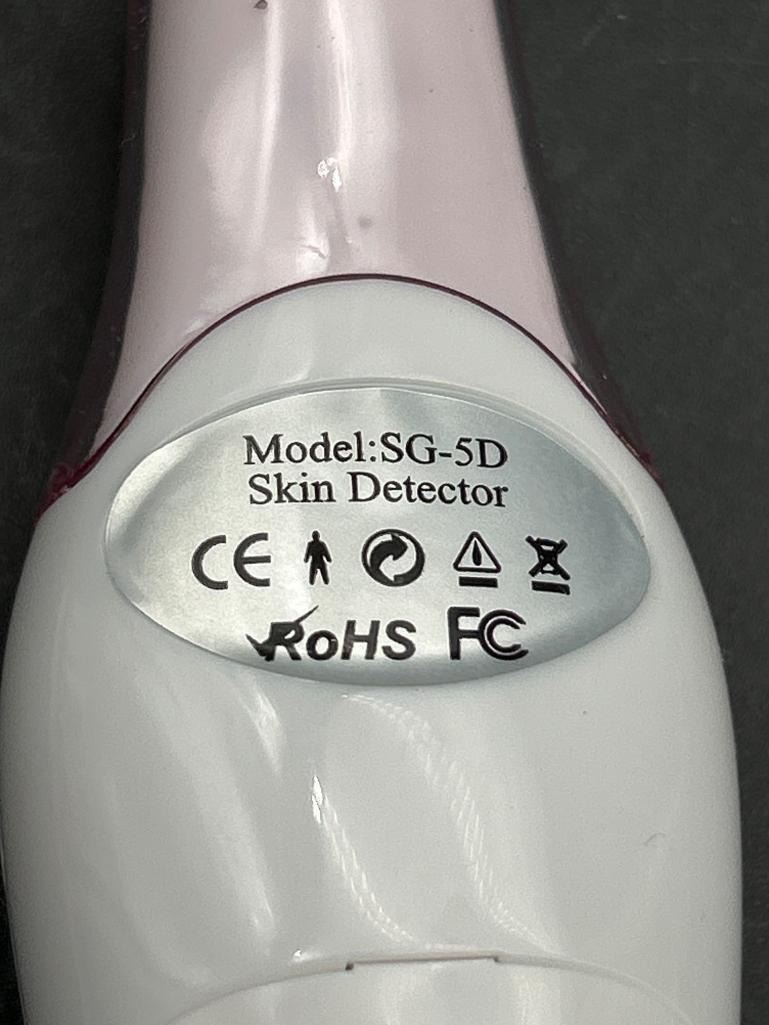 Model:SG-5D
Skin Detector
CE
RoHS FC